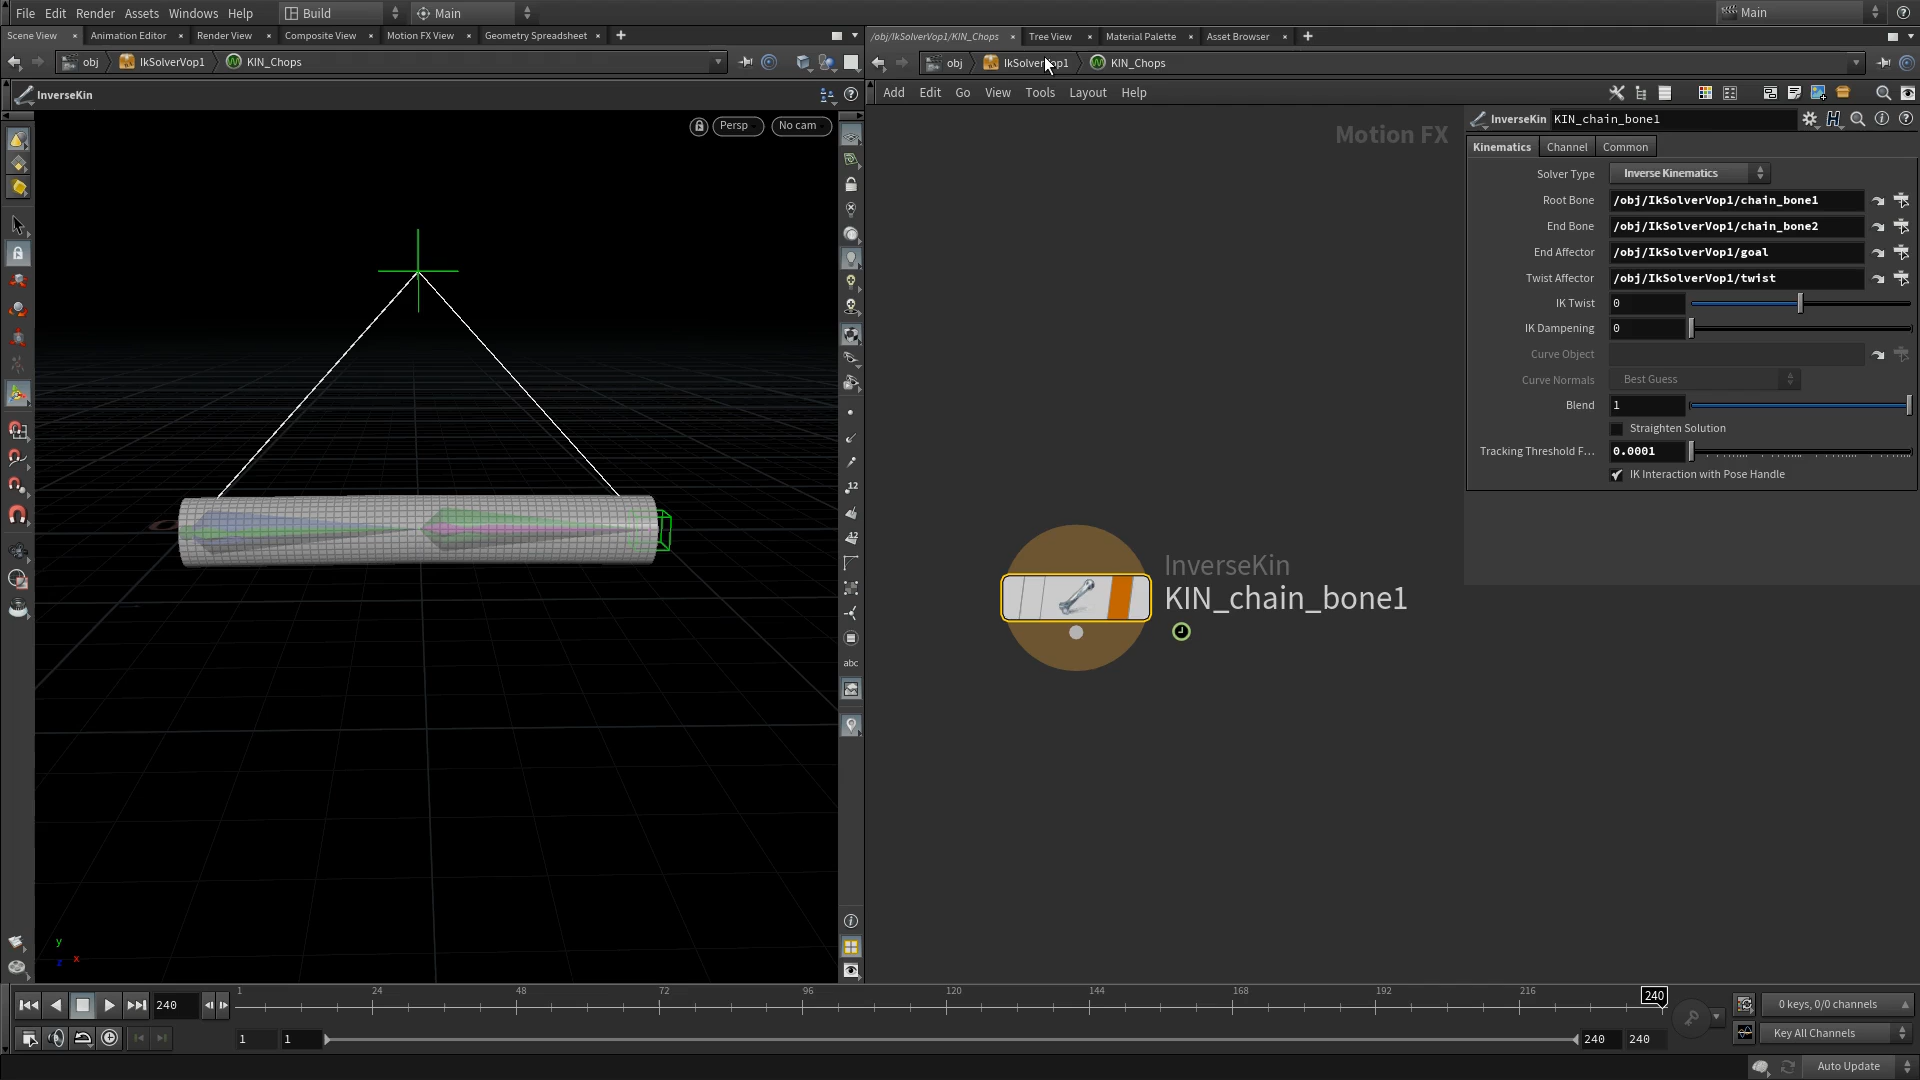 File Edit Render Assets Windows Help Build Main Main
Scene View Animation Editor Render View Composite View Motion FX View Geometry Spreadsheet
/obj/IkSolverVop1/KIN_Chops Tree View Material Palette Asset Browser
obj IkSolverVop1 KIN_Chops
obj IkSolverVop1 KIN_Chops
InverseKin
Add Edit Go View Tools Layout Help
Persp No cam
Motion FX
InverseKin KIN_chain_bone1
Kinematics Channel Common
Solver Type Inverse Kinematics
Root Bone /obj/IkSolverVop1/chain_bone1
End Bone /obj/IkSolverVop1/chain_bone2
End Affector /obj/IkSolverVop1/goal
Twist Affector /obj/IkSolverVop1/twist
IK Twist 0
IK Dampening 0
Curve Object
Curve Normals Best Guess
Blend 1
Straighten Solution
Tracking Threshold F... 0.0001
IK Interaction with Pose Handle
12
12
abc
InverseKin
KIN_chain_bone1
y
z x
240 1 24 48 72 96 120 144 168 192 216 240
0 keys, 0/0 channels
1 1 240 240
Key All Channels
Auto Update